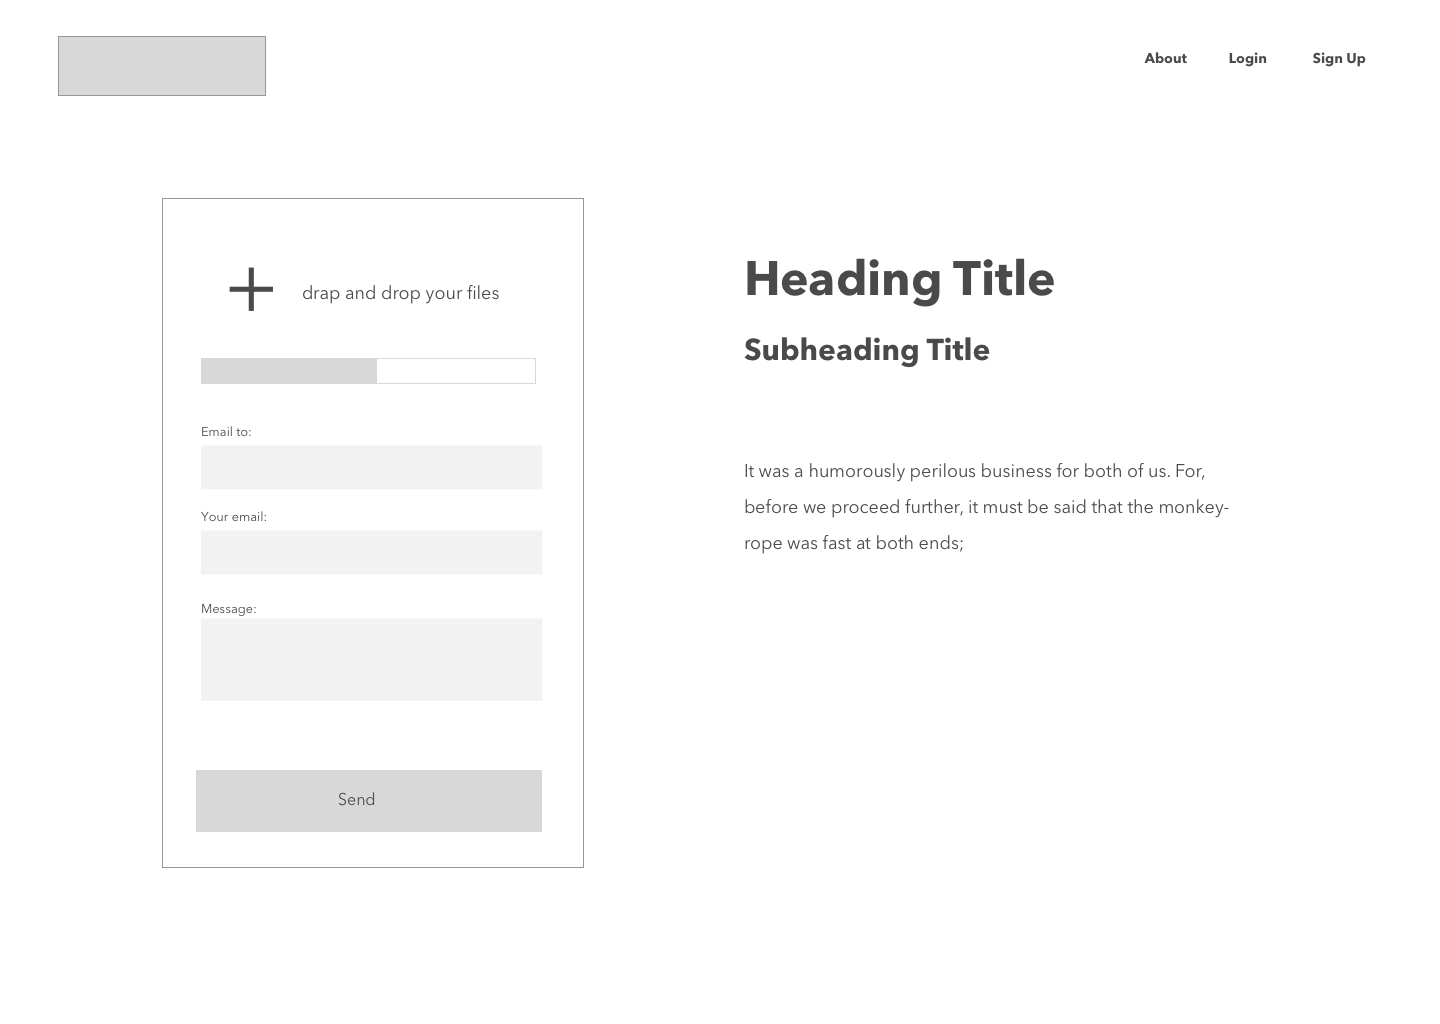 About Login Sign Up
drap and drop your files
Email to:
Your email:
Message:
Send
Heading Title
Subheading Title
It was a humorously perilous business for both of us. For,
before we proceed further, it must be said that the monkey-
rope was fast at both ends;